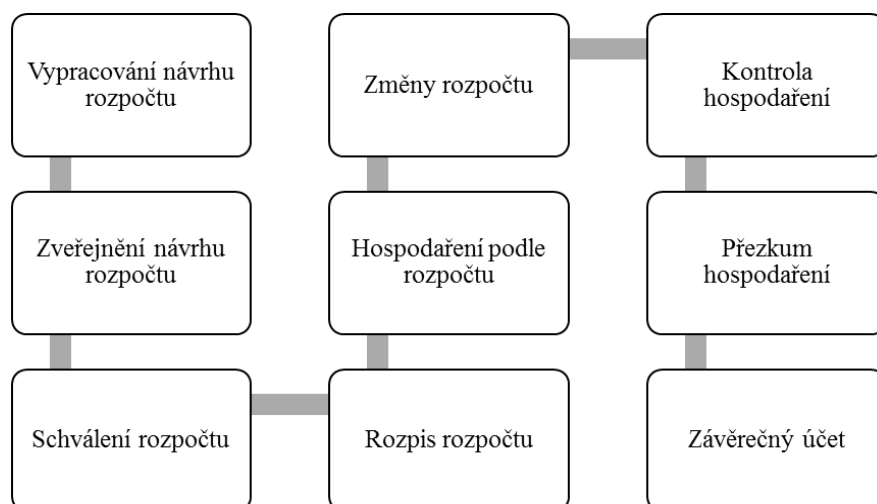 Vypracování návrhu
rozpočtu
Zveřejnění návrhu
rozpočtu
Schválení rozpočtu
Rozpis rozpočtu
Hospodaření podle
rozpočtu
Změny rozpočtu
Kontrola
hospodaření
Přezkum
hospodaření
Závěrečný účet